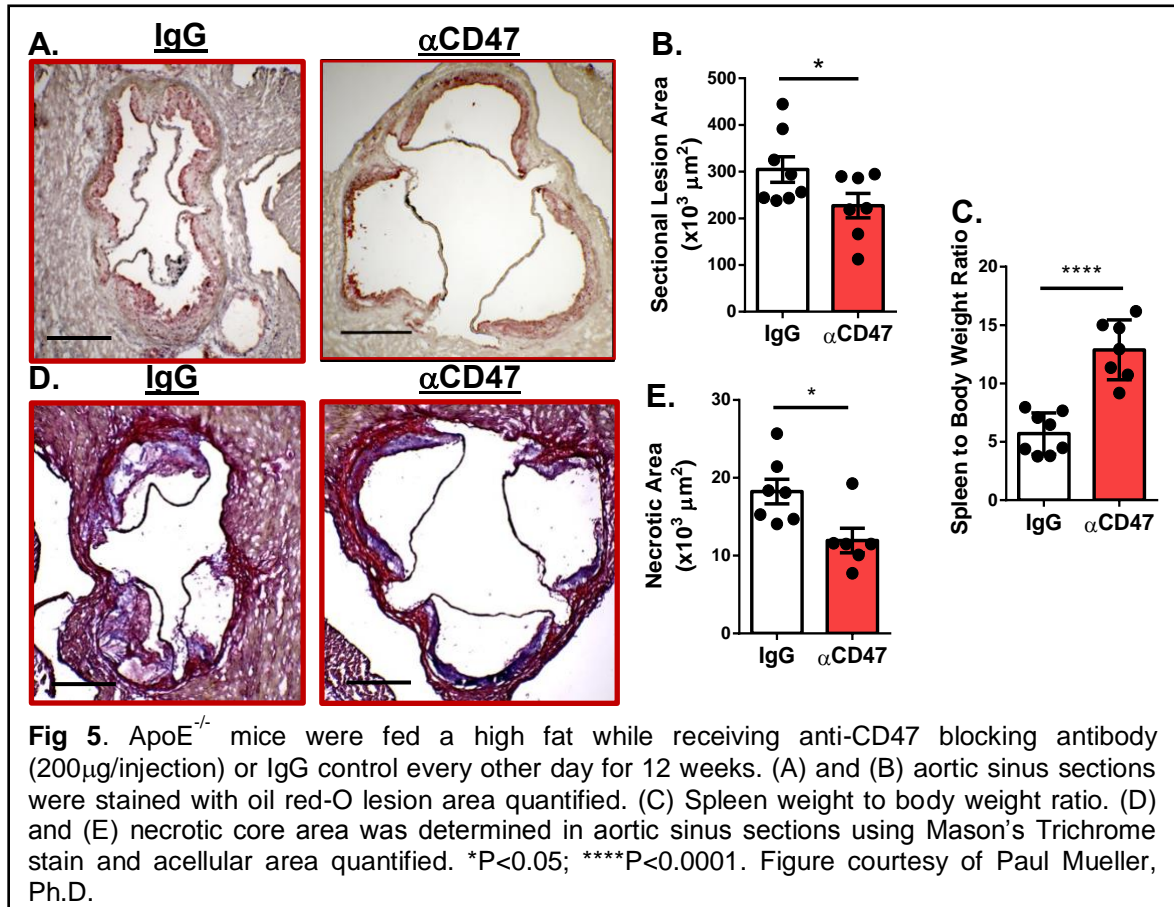 A.
IgG
αCD47
B.
*
Sectional Lesion Area
(x10³ μm²)
500
400
300
200
100
0
IgG
αCD47
C.
****
Spleen to Body Weight Ratio
20
15
10
5
0
IgG
αCD47
D.
IgG
αCD47
E.
*
Necrotic Area
(x10³ μm²)
30
20
10
0
IgG
αCD47
Fig 5. ApoE-/- mice were fed a high fat while receiving anti-CD47 blocking antibody
(200μg/injection) or IgG control every other day for 12 weeks. (A) and (B) aortic sinus sections
were stained with oil red-O lesion area quantified. (C) Spleen weight to body weight ratio. (D)
and (E) necrotic core area was determined in aortic sinus sections using Mason's Trichrome
stain and acellular area quantified. *P<0.05; ****P<0.0001. Figure courtesy of Paul Mueller,
Ph.D.